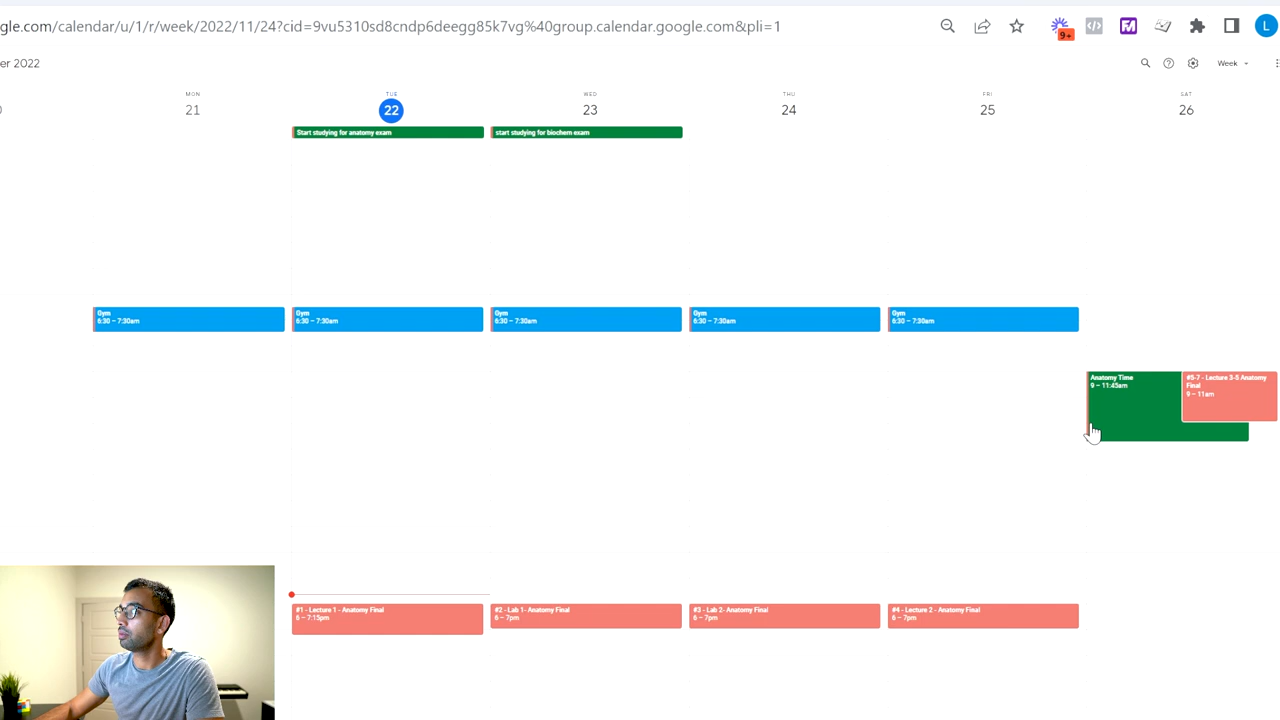 gle.com/calendar/u/1/r/week/2022/11/24?cid=9vu5310sd8cndp6deegg85k7vg%40group.calendar.google.com&pli=1
9+
L
er 2022
Week
MON
TUE
WED
THU
FRI
SAT
21
22
23
24
25
26
Start studying for anatomy exam
start studying for biochem exam
Gym
6:30 – 7:30am
Gym
6:30 – 7:30am
Gym
6:30 – 7:30am
Gym
6:30 – 7:30am
Gym
6:30 – 7:30am
Anatomy Time
9 – 11:45am
#5-7 - Lecture 3-5 Anatomy
Final
9 – 11am
#1 - Lecture 1 - Anatomy Final
6 – 7:15pm
#2 - Lab 1- Anatomy Final
6 – 7pm
#3 - Lab 2- Anatomy Final
6 – 7pm
#4 - Lecture 2 - Anatomy Final
6 – 7pm